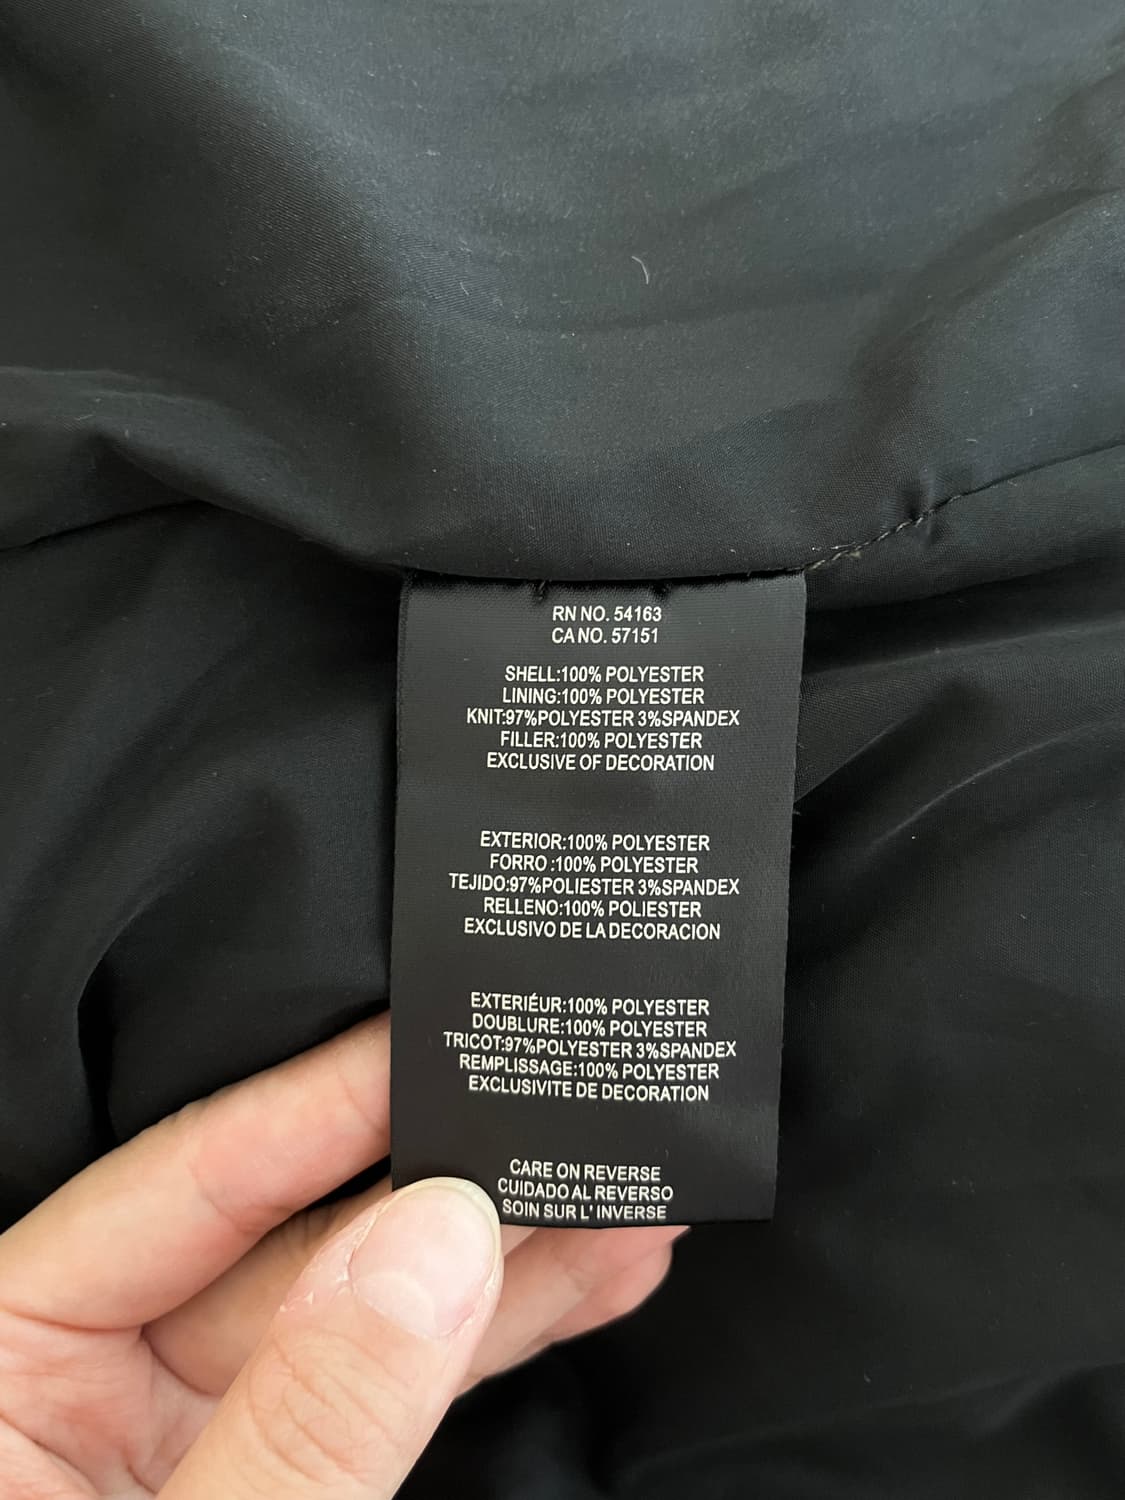 RN NO. 54163
CA NO. 57151
SHELL:100% POLYESTER
LINING:100% POLYESTER
KNIT:97%POLYESTER 3%SPANDEX
FILLER:100% POLYESTER
EXCLUSIVE OF DECORATION
EXTERIOR:100% POLYESTER
FORRO :100% POLYESTER
TEJIDO:97%POLIESTER 3%SPANDEX
RELLENO:100% POLIESTER
EXCLUSIVO DE LA DECORACION
EXTERIÉUR:100% POLYESTER
DOUBLURE:100% POLYESTER
TRICOT:97%POLYESTER 3%SPANDEX
REMPLISSAGE:100% POLYESTER
EXCLUSIVITE DE DECORATION
CARE ON REVERSE
CUIDADO AL REVERSO
SOIN SUR L' INVERSE